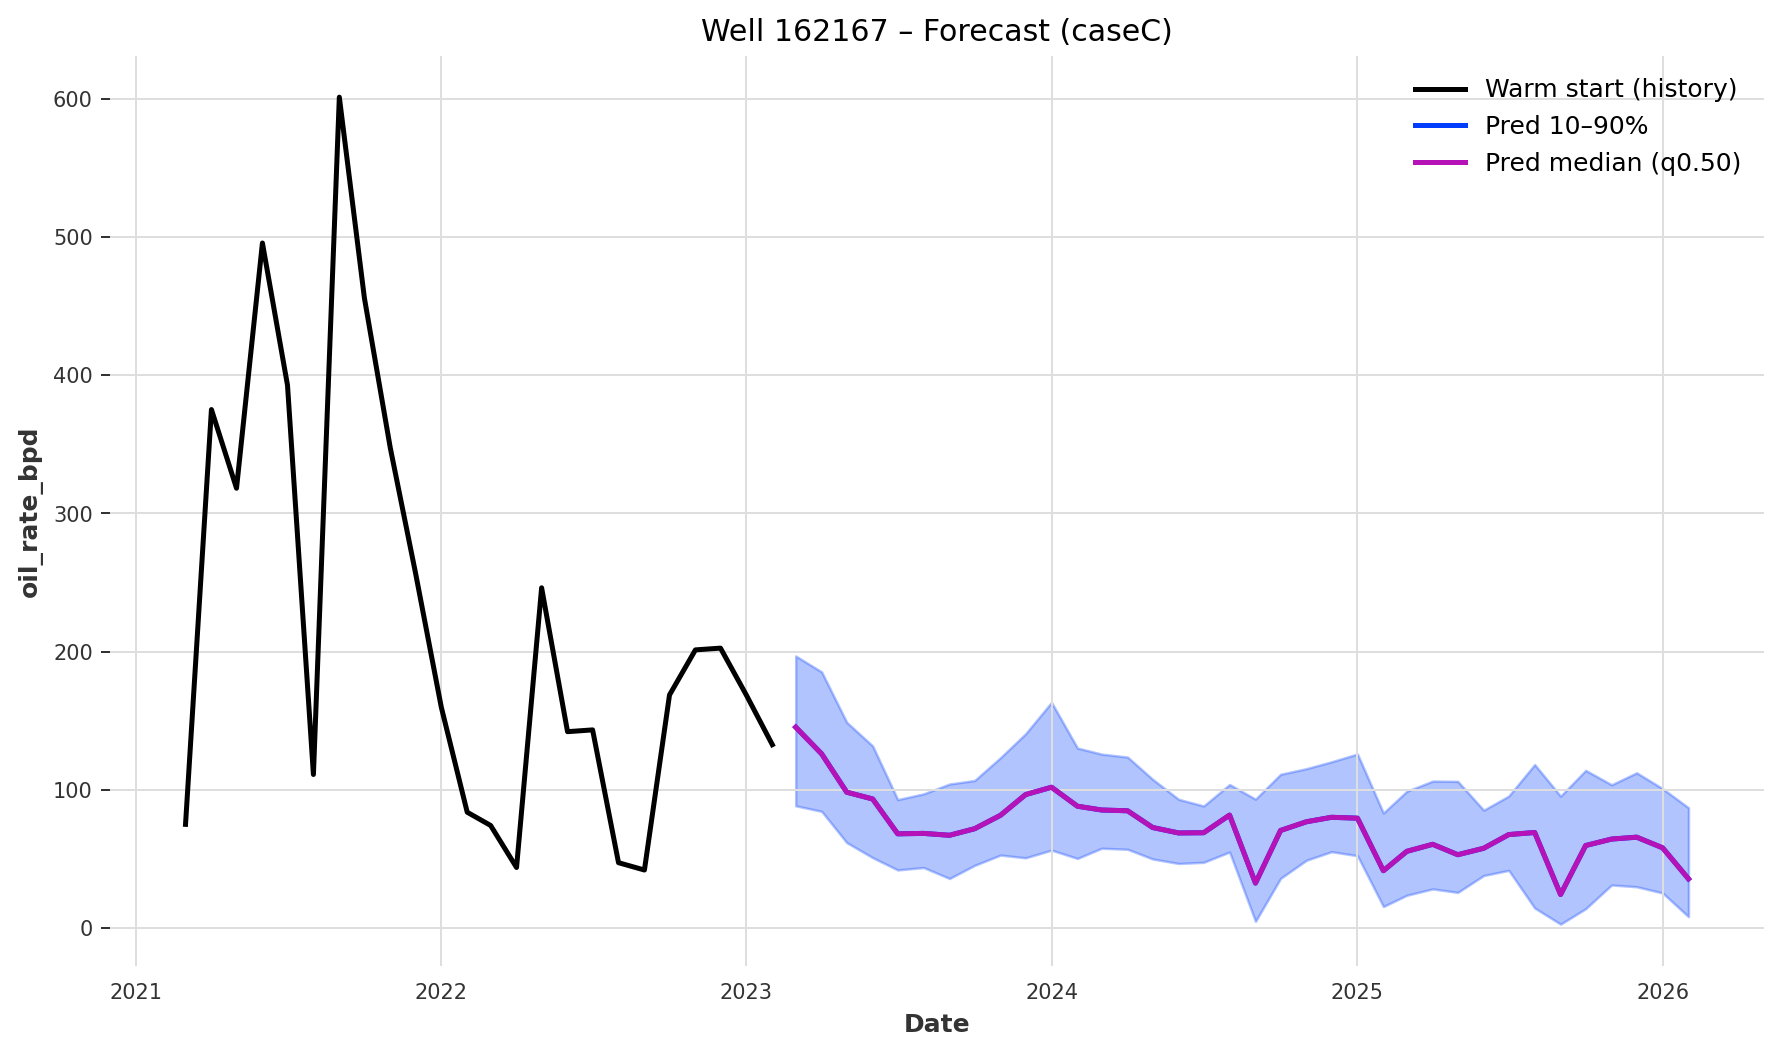 Well 162167 – Forecast (caseC)
Warm start (history)
Pred 10–90%
Pred median (q0.50)
oil_rate_bpd
600
500
400
300
200
100
0
2021 2022 2023 2024 2025 2026
Date